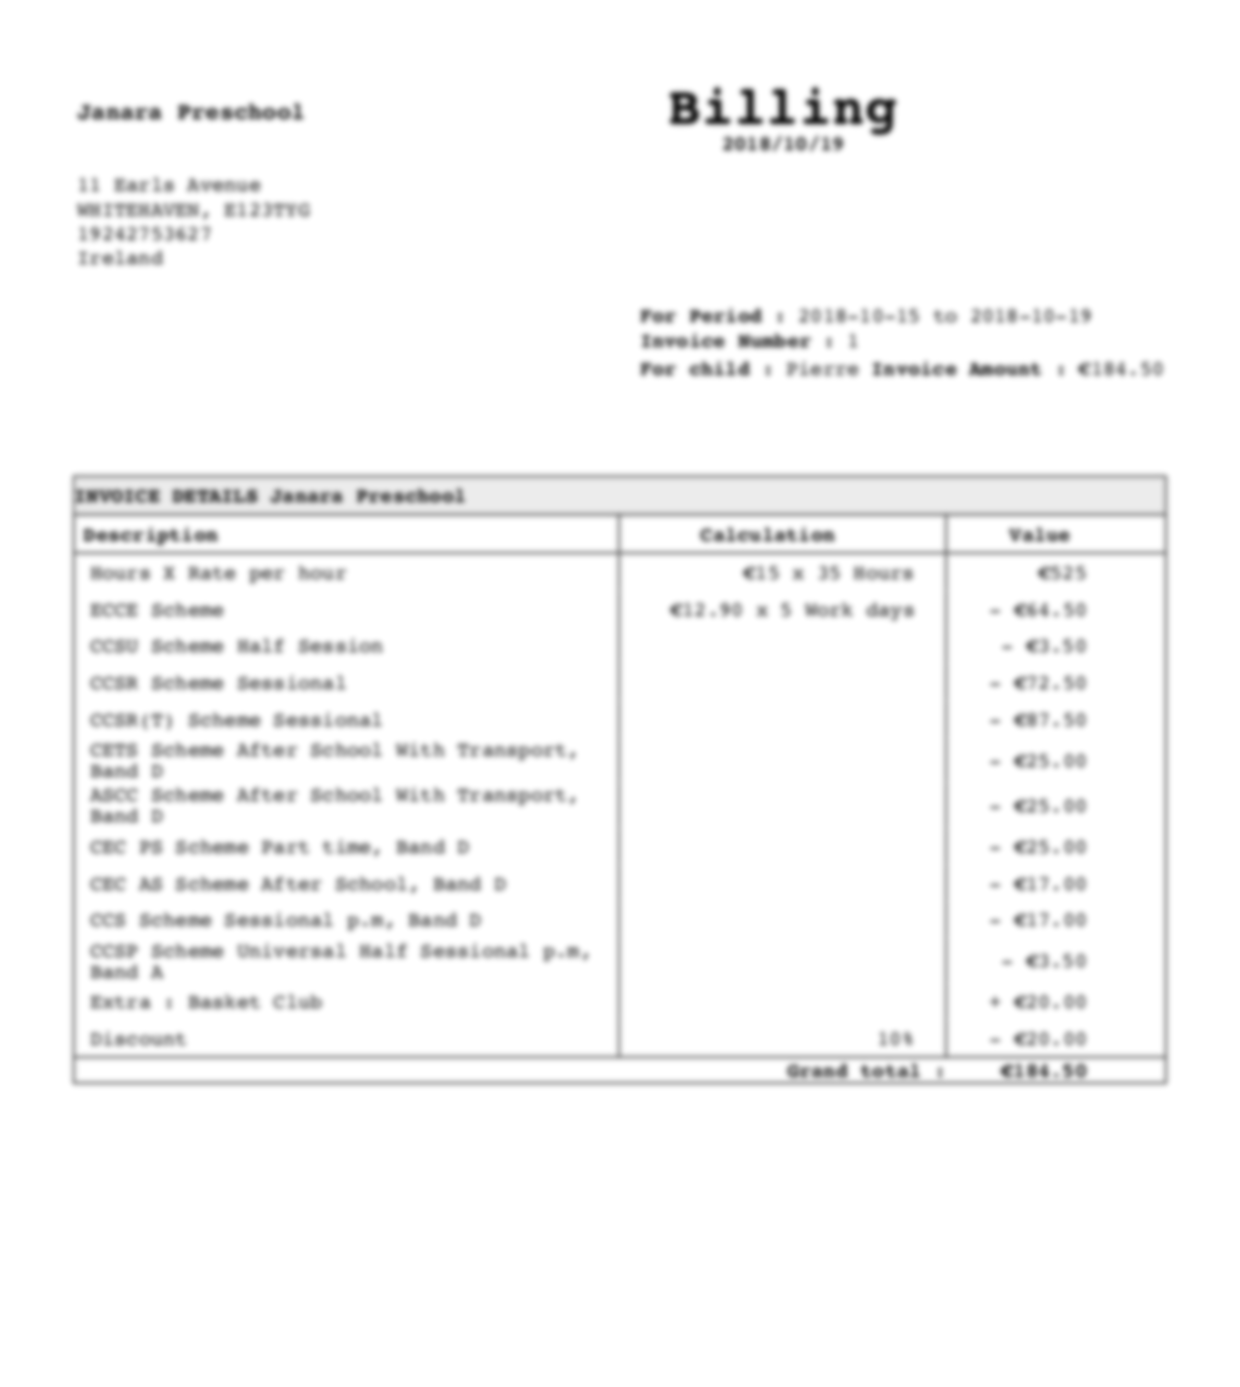 Janara Preschool
Billing
2018/10/19
11 Earls Avenue
WHITEHAVEN, E123TYG
19242753627
Ireland
For Period : 2018-10-15 to 2018-10-19
Invoice Number : 1
For child : Pierre Invoice Amount : €184.50
INVOICE DETAILS Janara Preschool
Description Calculation Value
Hours X Rate per hour €15 x 35 Hours €525
ECCE Scheme €12.90 x 5 Work days - €64.50
CCSU Scheme Half Session - €3.50
CCSR Scheme Sessional - €72.50
CCSR(T) Scheme Sessional - €87.50
CETS Scheme After School With Transport,
Band D - €25.00
ASCC Scheme After School With Transport,
Band D - €25.00
CEC PS Scheme Part time, Band D - €25.00
CEC AS Scheme After School, Band D - €17.00
CCS Scheme Sessional p.m, Band D - €17.00
CCSP Scheme Universal Half Sessional p.m,
Band A - €3.50
Extra : Basket Club + €20.00
Discount 10% - €20.00
Grand total : €184.50